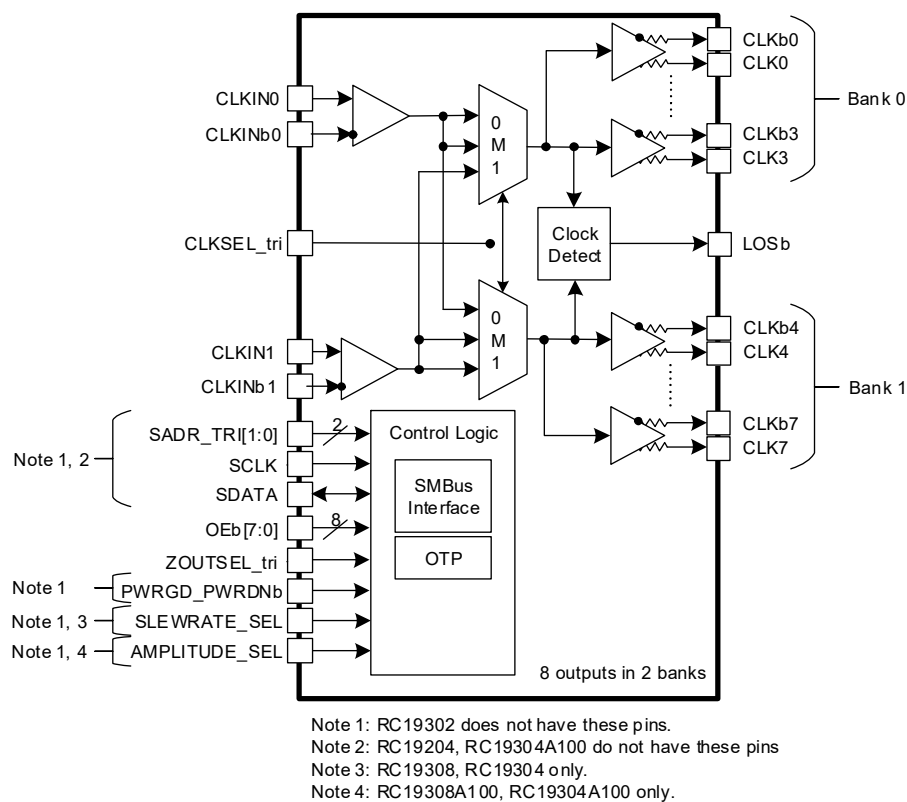 CLKb0
CLK0
Bank 0
CLKIN0
CLKINb0
0
M
1
CLKb3
CLK3
CLKSEL_tri
Clock
Detect
LOSb
0
M
1
CLKb4
CLK4
CLKIN1
CLKINb1
Bank 1
CLKb7
CLK7
Note 1, 2
SADR_TRI[1:0]
2
Control Logic
SCLK
SDATA
SMBus
Interface
OEb[7:0]
8
OTP
ZOUTSEL_tri
Note 1
PWRGD_PWRDNb
Note 1, 3
SLEWRATE_SEL
Note 1, 4
AMPLITUDE_SEL
8 outputs in 2 banks
Note 1: RC19302 does not have these pins.
Note 2: RC19204, RC19304A100 do not have these pins
Note 3: RC19308, RC19304 only.
Note 4: RC19308A100, RC19304A100 only.